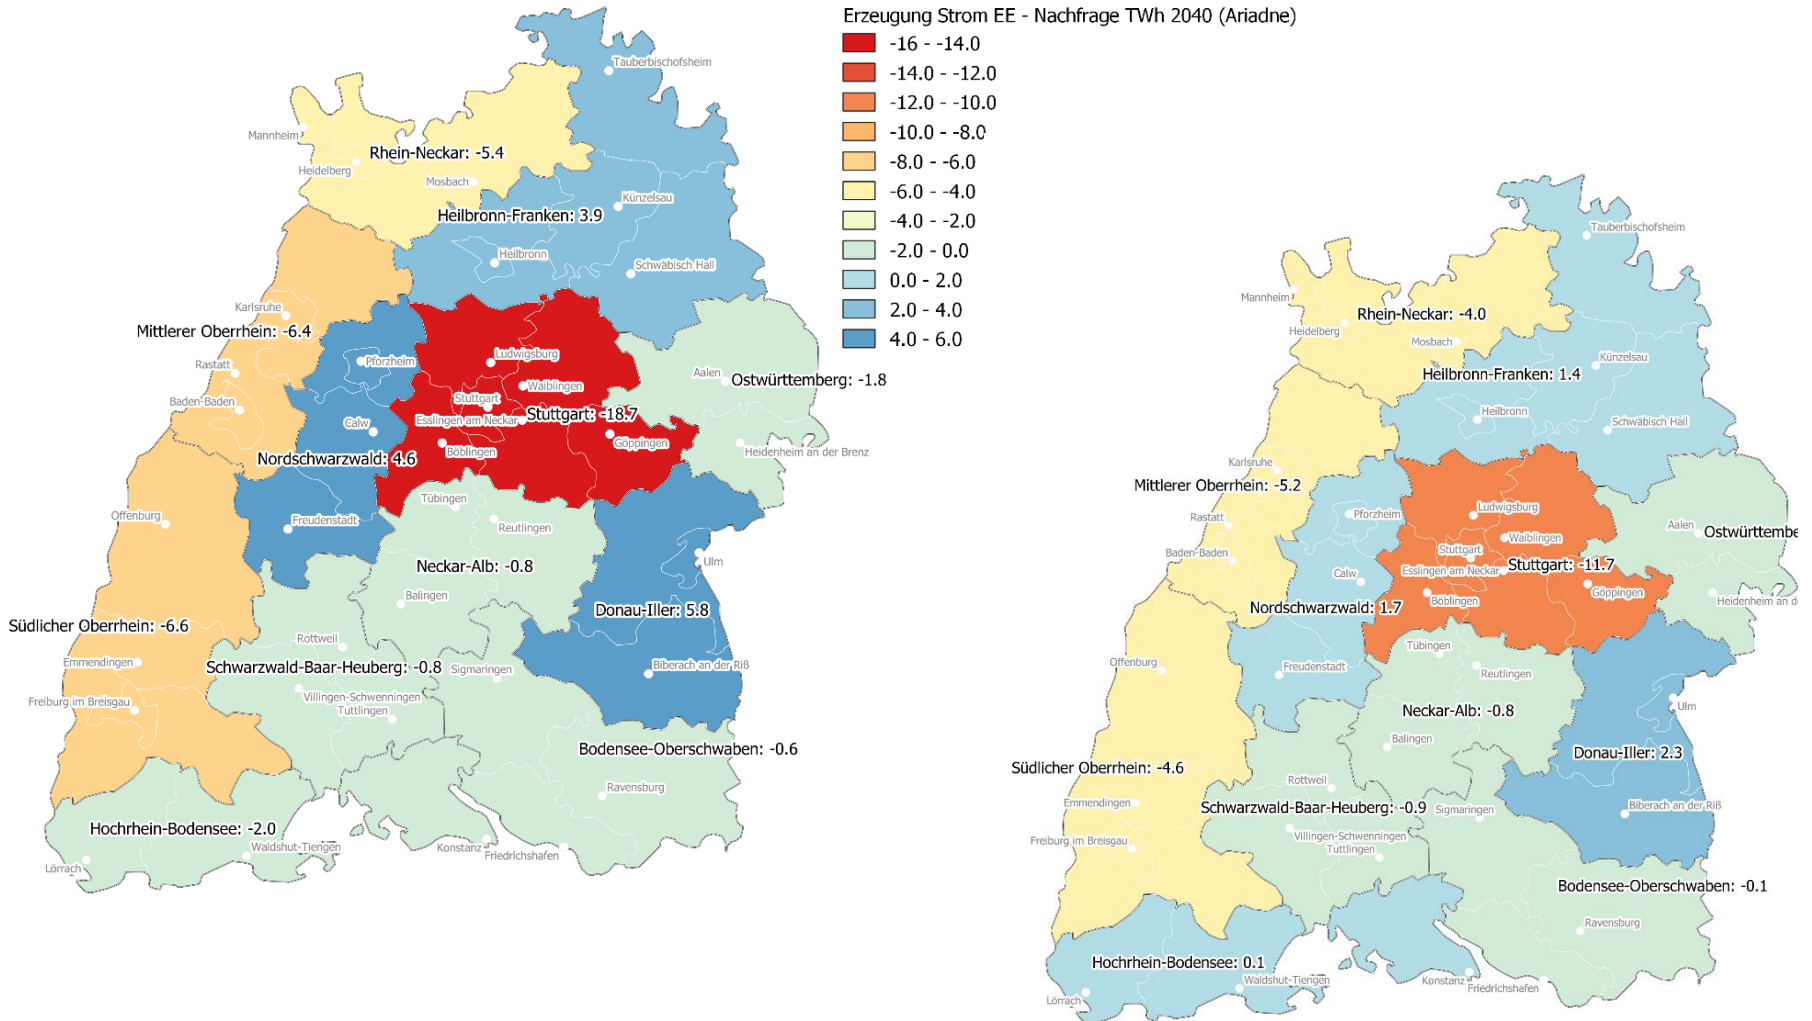 Erzeugung Strom EE - Nachfrage TWh 2040 (Ariadne)
-16 - -14.0
-14.0 - -12.0
-12.0 - -10.0
-10.0 - -8.0
-8.0 - -6.0
-6.0 - -4.0
-4.0 - -2.0
-2.0 - 0.0
0.0 - 2.0
2.0 - 4.0
4.0 - 6.0
Tauberbischofsheim
Mannheim
Rhein-Neckar: -5.4
Heidelberg
Mosbach
Künzelsau
Heilbronn-Franken: 3.9
Heilbronn
Schwäbisch Hall
Karlsruhe
Mittlerer Oberrhein: -6.4
Rastatt
Pforzheim
Ludwigsburg
Aalen
Ostwürttemberg: -1.8
Waiblingen
Baden-Baden
Stuttgart
Esslingen am Neckar
Stuttgart: -18.7
Calw
Böblingen
Göppingen
Heidenheim an der Brenz
Nordschwarzwald: 4.6
Tübingen
Offenburg
Freudenstadt
Reutlingen
Neckar-Alb: -0.8
Ulm
Balingen
Donau-Iller: 5.8
Südlicher Oberrhein: -6.6
Rottweil
Emmendingen
Schwarzwald-Baar-Heuberg: -0.8
Sigmaringen
Biberach an der Riß
Villingen-Schwenningen
Freiburg im Breisgau
Tuttlingen
Bodensee-Oberschwaben: -0.6
Ravensburg
Hochrhein-Bodensee: -2.0
Waldshut-Tiengen
Konstanz
Friedrichshafen
Lörrach
Tauberbischofsheim
Mannheim
Rhein-Neckar: -4.0
Heidelberg
Mosbach
Künzelsau
Heilbronn-Franken: 1.4
Heilbronn
Schwäbisch Hall
Karlsruhe
Mittlerer Oberrhein: -5.2
Rastatt
Pforzheim
Ludwigsburg
Aalen
Ostwürttembe
Waiblingen
Baden-Baden
Stuttgart
Esslingen am Neckar
Stuttgart: -11.7
Calw
Böblingen
Göppingen
Heidenheim an de
Nordschwarzwald: 1.7
Tübingen
Offenburg
Freudenstadt
Reutlingen
Neckar-Alb: -0.8
Ulm
Balingen
Donau-Iller: 2.3
Südlicher Oberrhein: -4.6
Rottweil
Emmendingen
Schwarzwald-Baar-Heuberg: -0.9
Sigmaringen
Biberach an der Riß
Villingen-Schwenningen
Freiburg im Breisgau
Tuttlingen
Bodensee-Oberschwaben: -0.1
Ravensburg
Hochrhein-Bodensee: 0.1
Waldshut-Tiengen
Konstanz
Friedrichshafen
Lörrach